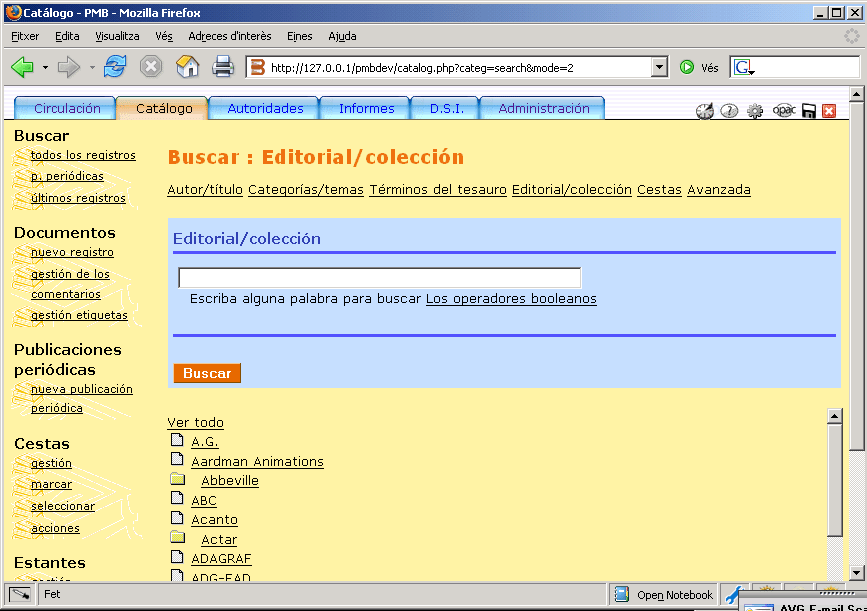 Catálogo - PMB - Mozilla Firefox
Fitxer Edita Visualitza Vés Adreces d'interès Eines Ajuda
http://127.0.0.1/pmbdev/catalog.php?categ=search&mode=2 Vés G
Circulación Catálogo Autoridades Informes D.S.I. Administración opac
Buscar
todos los registros
p. periódicas
últimos registros
Documentos
nuevo registro
gestión de los
comentarios
gestión etiquetas
Publicaciones
periódicas
nueva publicación
periódica
Cestas
gestión
marcar
seleccionar
acciones
Estantes
gestión
Buscar : Editorial/colección
Autor/título Categorías/temas Términos del tesauro Editorial/colección Cestas Avanzada
Editorial/colección
Escriba alguna palabra para buscar Los operadores booleanos
Buscar
Ver todo
A.G.
Aardman Animations
Abbeville
ABC
Acanto
Actar
ADAGRAF
ADG-FAD
Fet
Open Notebook
AVG E-mail Sc